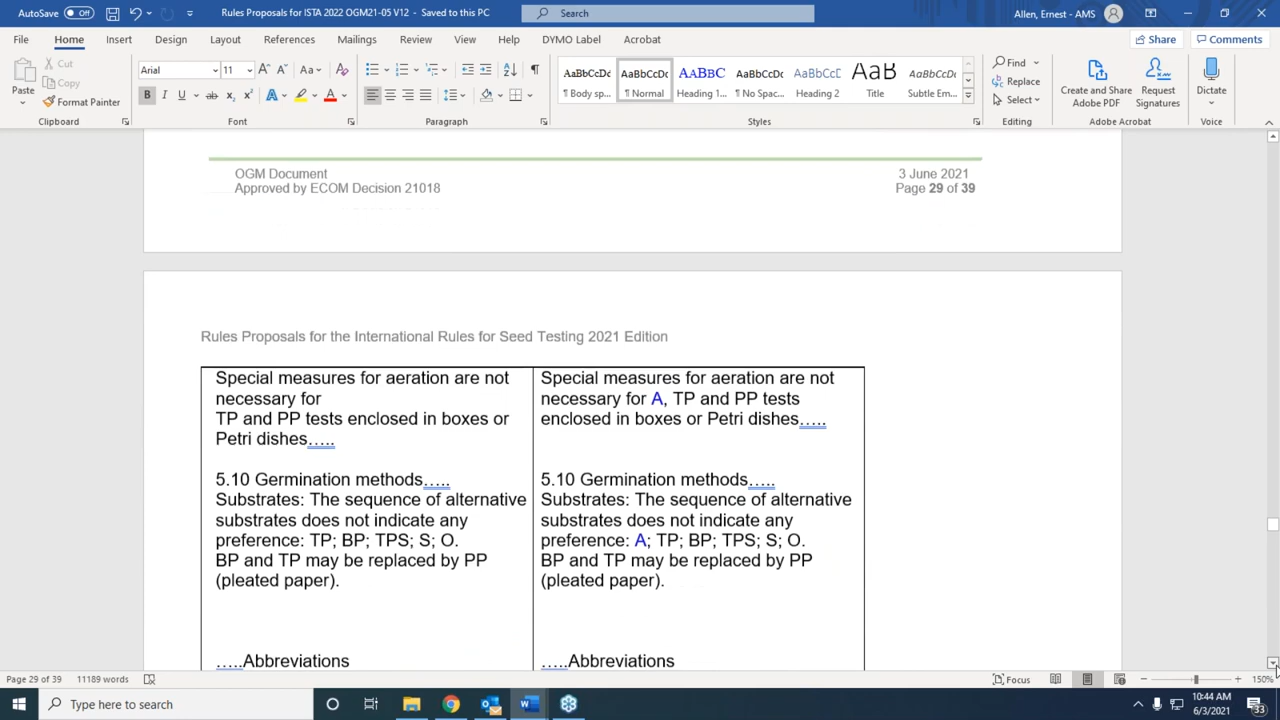 AutoSave Off Rules Proposals for ISTA 2022 OGM21-05 V12 - Saved to this PC Search Allen, Ernest - AMS
File Home Insert Design Layout References Mailings Review View Help DYMO Label Acrobat Share Comments
Paste Cut Copy Format Painter
Clipboard
Arial 11 Aa
B I U ab x₂ x² A A
Font
Paragraph
AaBbCcDc AaBbCcDc AABBC AaBbCcDc AaBbCcD AaB AaBbCcDc
¶ Body sp... ¶ Normal Heading 1... ¶ No Spac... Heading 2 Title Subtle Em...
Styles
Find Replace Select
Editing
Create and Share Adobe PDF Request Signatures
Adobe Acrobat
Dictate
Voice
OGM Document 3 June 2021
Approved by ECOM Decision 21018 Page 29 of 39
Rules Proposals for the International Rules for Seed Testing 2021 Edition
Special measures for aeration are not
necessary for
TP and PP tests enclosed in boxes or
Petri dishes…..
5.10 Germination methods…..
Substrates: The sequence of alternative
substrates does not indicate any
preference: TP; BP; TPS; S; O.
BP and TP may be replaced by PP
(pleated paper).
…..Abbreviations
Special measures for aeration are not
necessary for A, TP and PP tests
enclosed in boxes or Petri dishes…..
5.10 Germination methods…..
Substrates: The sequence of alternative
substrates does not indicate any
preference: A; TP; BP; TPS; S; O.
BP and TP may be replaced by PP
(pleated paper).
…..Abbreviations
Page 29 of 39 11189 words Focus 150%
Type here to search 10:44 AM
6/3/2021 33